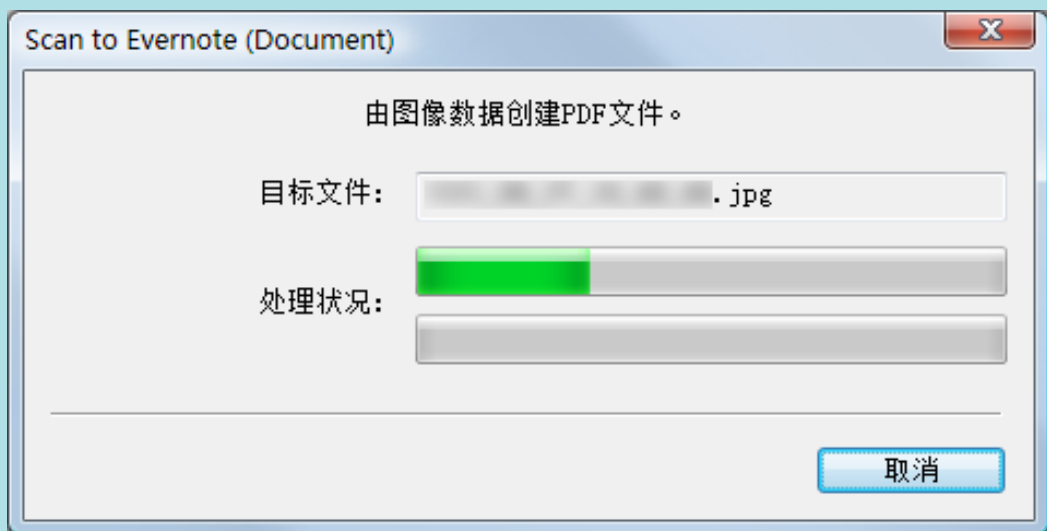 Scan to Evernote (Document)
由图像数据创建PDF文件。
目标文件：
.jpg
处理状况：
取消